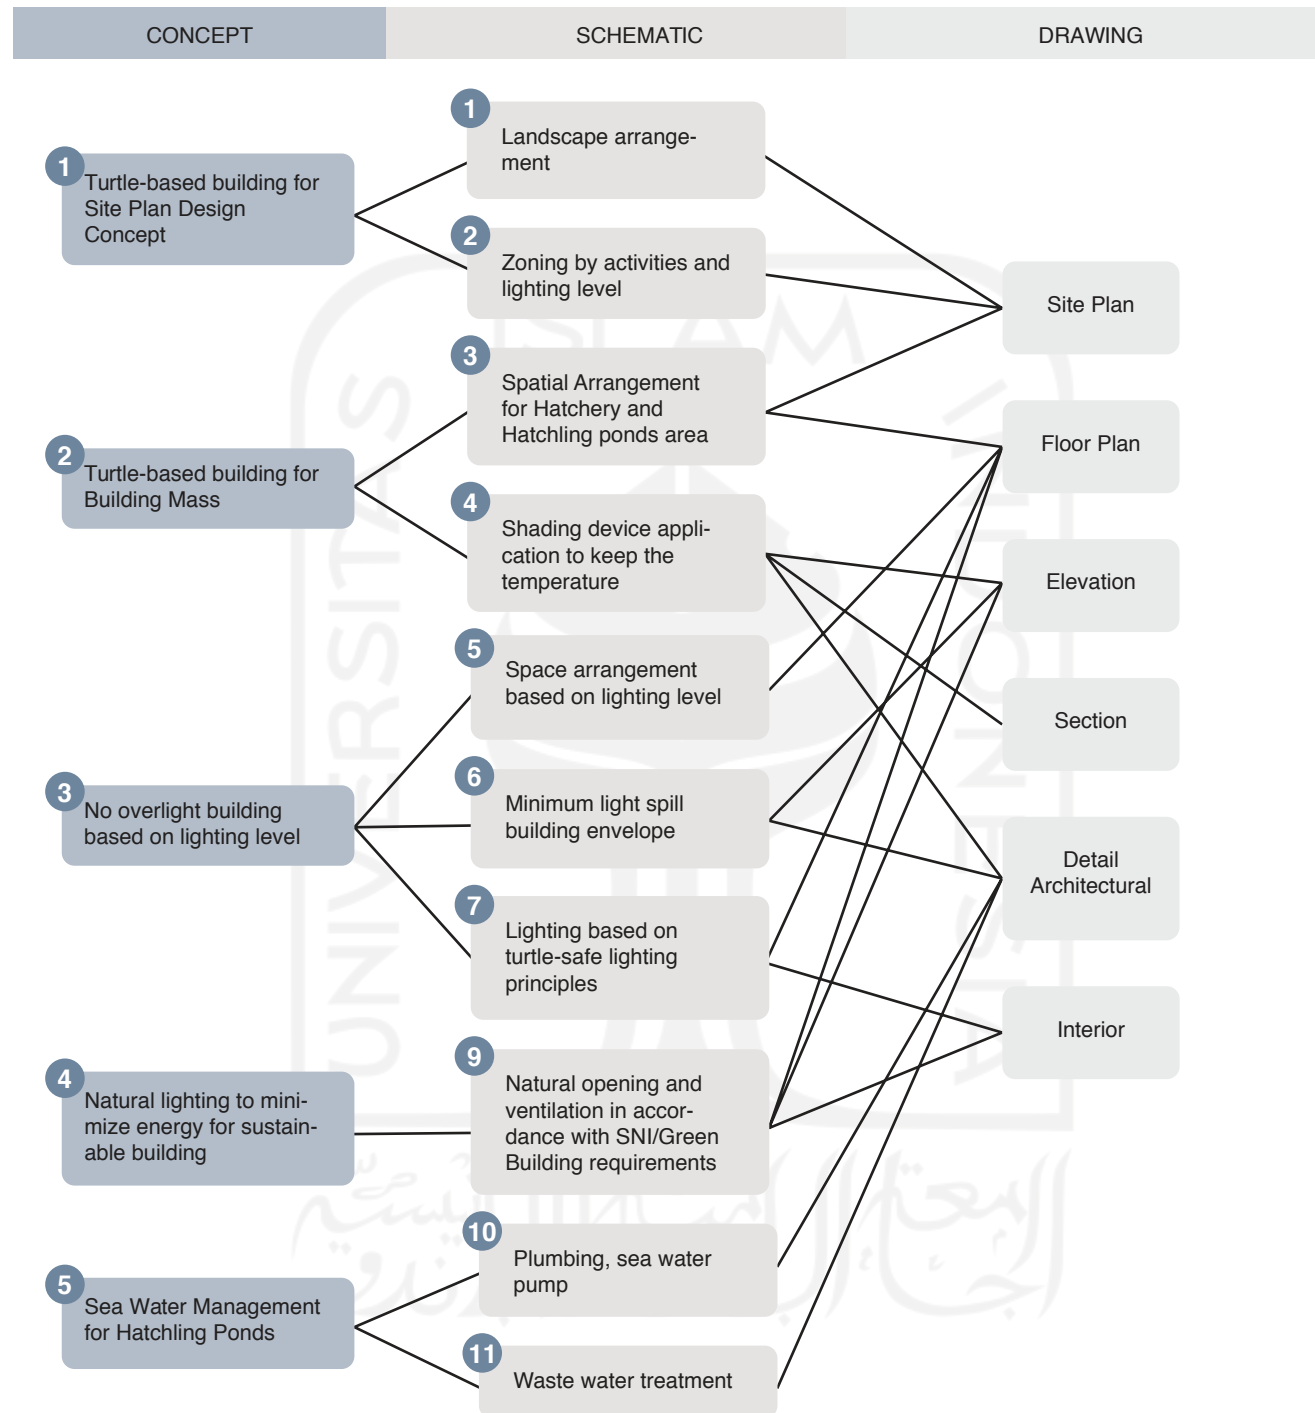 CONCEPT
SCHEMATIC
DRAWING
1
Turtle-based building for
Site Plan Design
Concept
2
Turtle-based building for
Building Mass
3
No overlight building
based on lighting level
4
Natural lighting to mini-
mize energy for sustain-
able building
5
Sea Water Management
for Hatchling Ponds
1
Landscape arrange-
ment
2
Zoning by activities and
lighting level
3
Spatial Arrangement
for Hatchery and
Hatchling ponds area
4
Shading device appli-
cation to keep the
temperature
5
Space arrangement
based on lighting level
6
Minimum light spill
building envelope
7
Lighting based on
turtle-safe lighting
principles
9
Natural opening and
ventilation in accor-
dance with SNI/Green
Building requirements
10
Plumbing, sea water
pump
11
Waste water treatment
Site Plan
Floor Plan
Elevation
Section
Detail
Architectural
Interior
UNIVERSITAS
ISLAM
INDONESIA